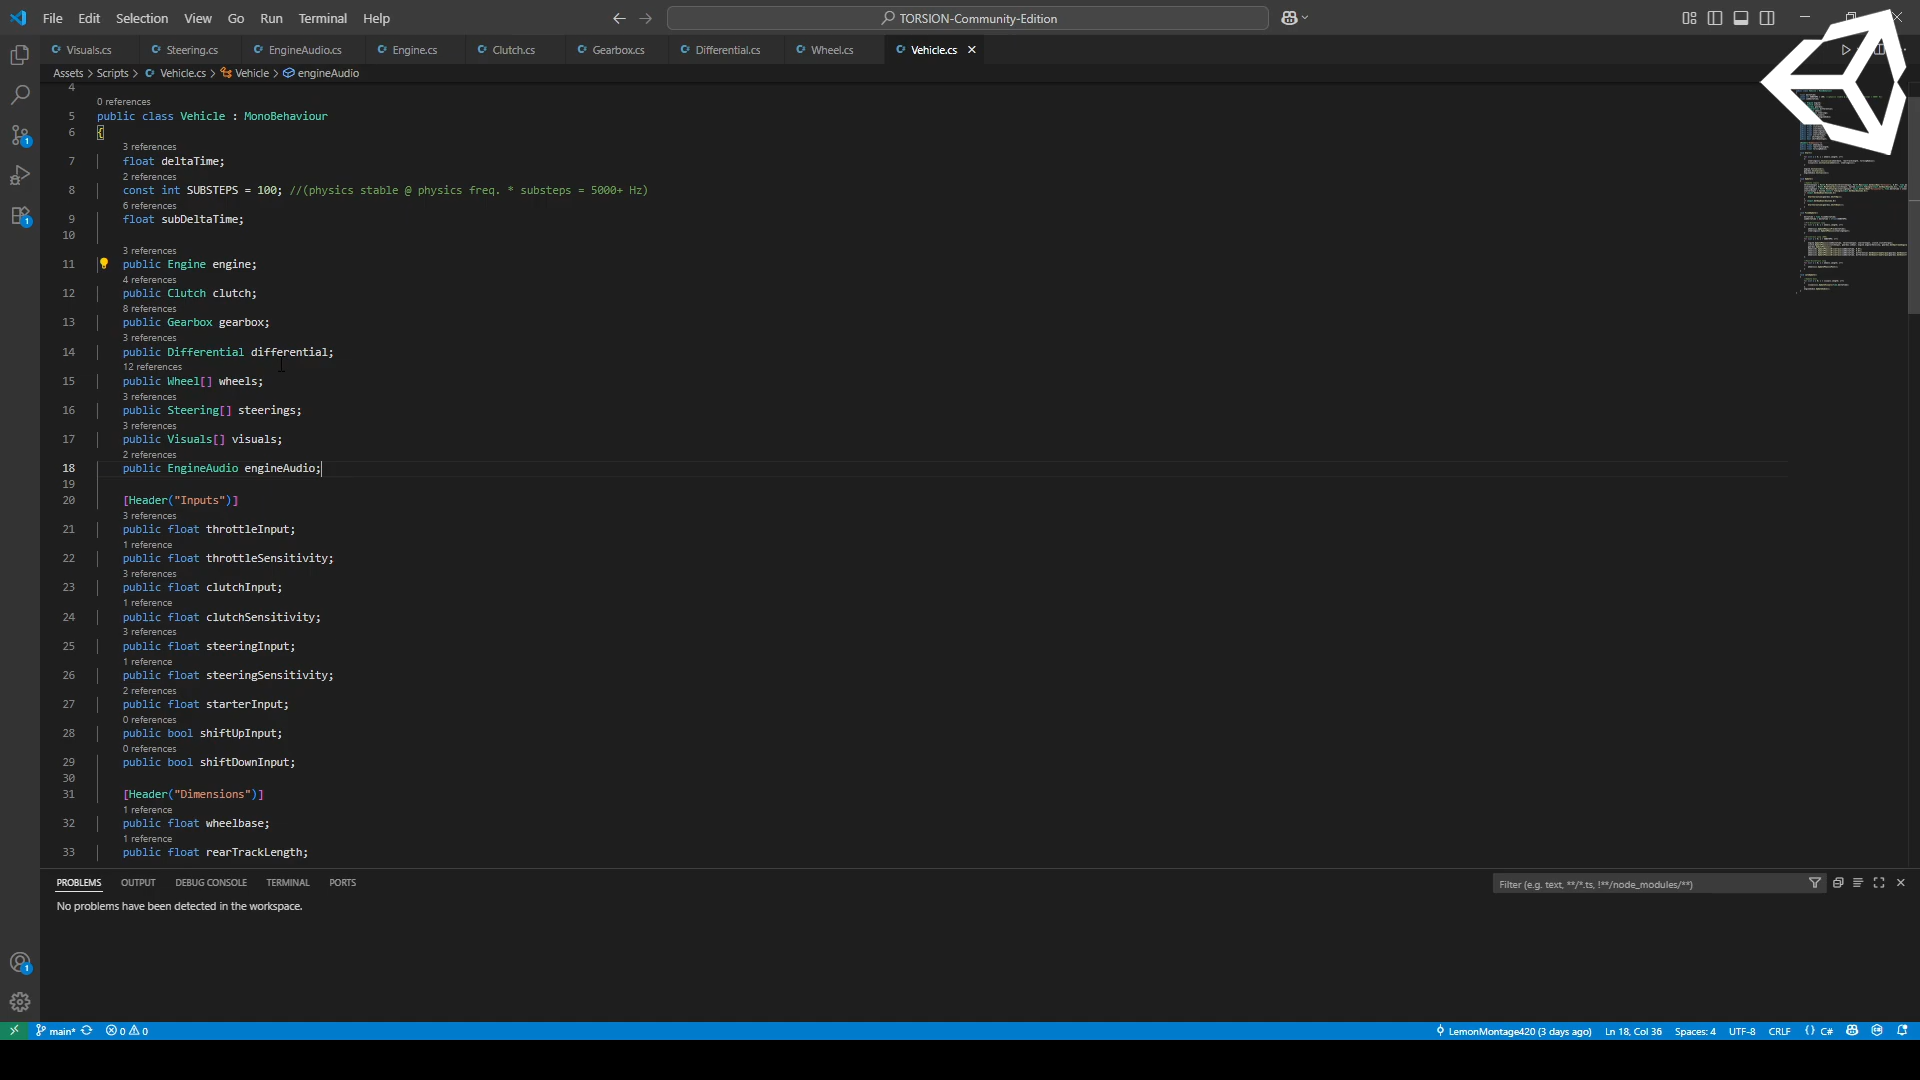 File Edit Selection View Go Run Terminal Help
TORSION-Community-Edition
Visuals.cs Steering.cs EngineAudio.cs Engine.cs Clutch.cs Gearbox.cs Differential.cs Wheel.cs Vehicle.cs
Assets > Scripts > Vehicle.cs > Vehicle > engineAudio
4
0 references
5 public class Vehicle : MonoBehaviour
6 {
3 references
7 float deltaTime;
2 references
8 const int SUBSTEPS = 100; //(physics stable @ physics freq. * substeps = 5000+ Hz)
6 references
9 float subDeltaTime;
10
3 references
11 public Engine engine;
4 references
12 public Clutch clutch;
8 references
13 public Gearbox gearbox;
3 references
14 public Differential differential;
12 references
15 public Wheel[] wheels;
3 references
16 public Steering[] steerings;
3 references
17 public Visuals[] visuals;
2 references
18 public EngineAudio engineAudio;
19
20 [Header("Inputs")]
3 references
21 public float throttleInput;
1 reference
22 public float throttleSensitivity;
3 references
23 public float clutchInput;
1 reference
24 public float clutchSensitivity;
3 references
25 public float steeringInput;
1 reference
26 public float steeringSensitivity;
2 references
27 public float starterInput;
0 references
28 public bool shiftUpInput;
0 references
29 public bool shiftDownInput;
30
31 [Header("Dimensions")]
1 reference
32 public float wheelbase;
1 reference
33 public float rearTrackLength;
PROBLEMS OUTPUT DEBUG CONSOLE TERMINAL PORTS
Filter (e.g. text, **/*.ts, !**/node_modules/**)
No problems have been detected in the workspace.
main* 0 0 LemonMontage420 (3 days ago) Ln 18, Col 36 Spaces: 4 UTF-8 CRLF {} C#